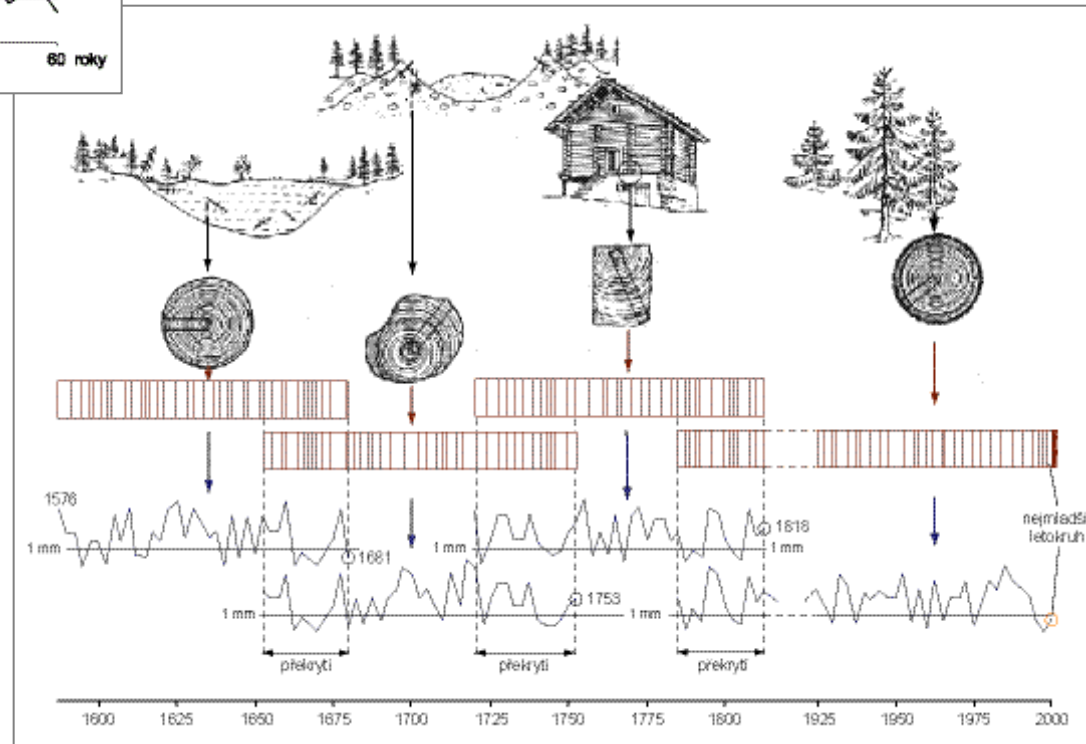 60 roky
1576
1 mm
1681
1 mm
1818
1 mm
nejmladší
letokruh
1 mm
1753
1 mm
překrytí
překrytí
překrytí
1600 1625 1650 1675 1700 1725 1750 1775 1800 1925 1950 1975 2000